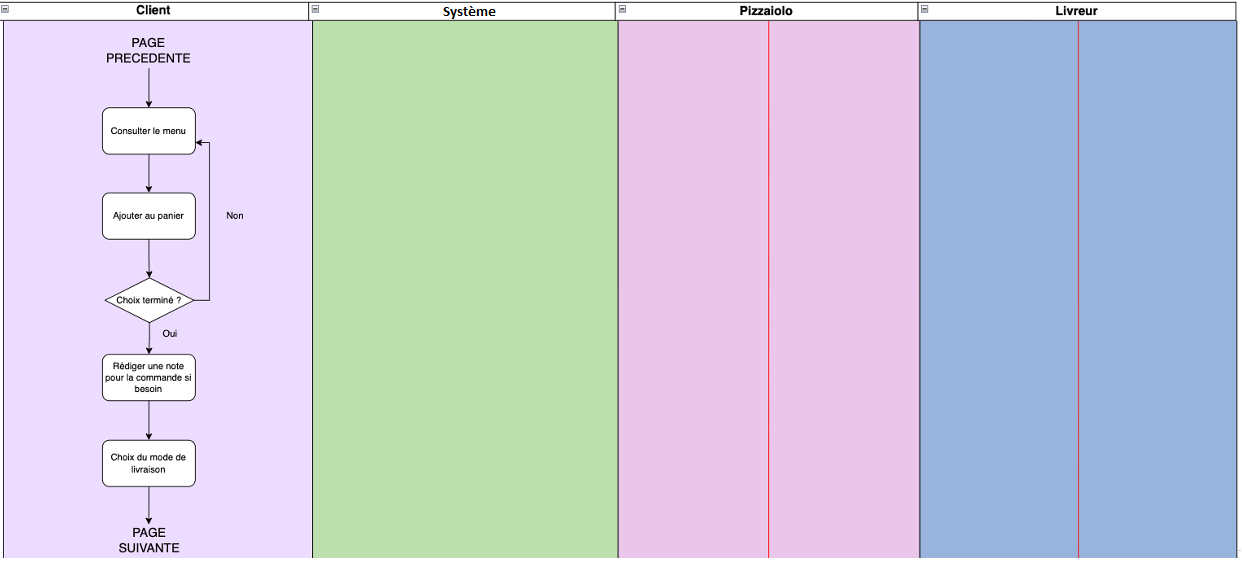 Client
Système
Pizzaiolo
Livreur
PAGE
PRECEDENTE
Consulter le menu
Ajouter au panier
Non
Choix terminé ?
Oui
Rédiger une note
pour la commande si
besoin
Choix du mode de
livraison
PAGE
SUIVANTE